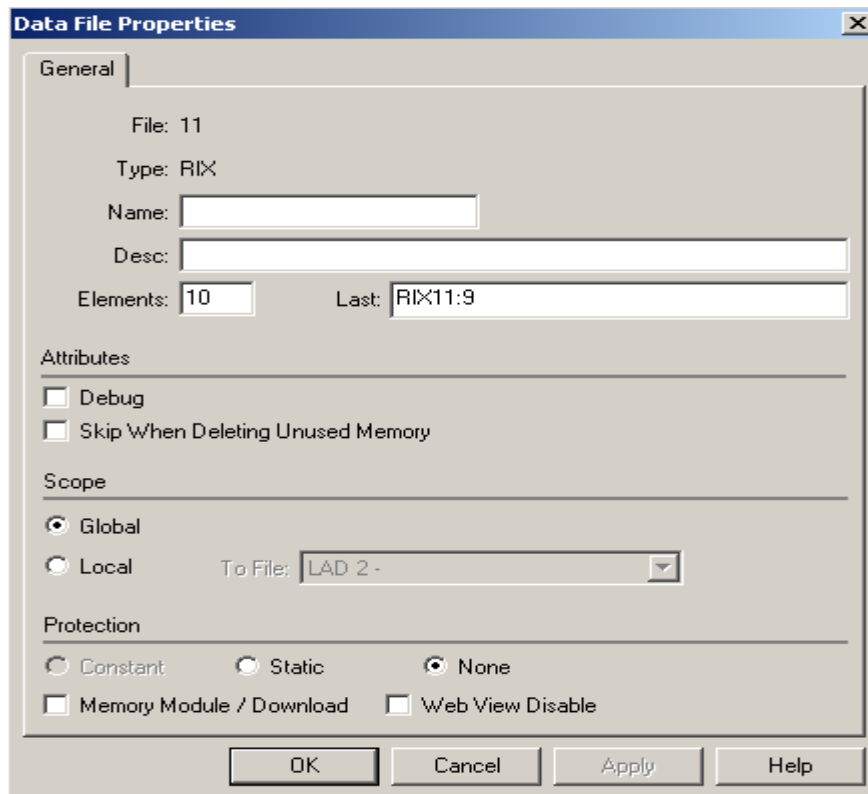 Data File Properties
General
File: 11
Type: RIX
Name:
Desc:
Elements: 10 Last: RIX11:9
Attributes
Debug
Skip When Deleting Unused Memory
Scope
Global
Local To File: LAD 2 -
Protection
Constant Static None
Memory Module / Download Web View Disable
OK Cancel Apply Help